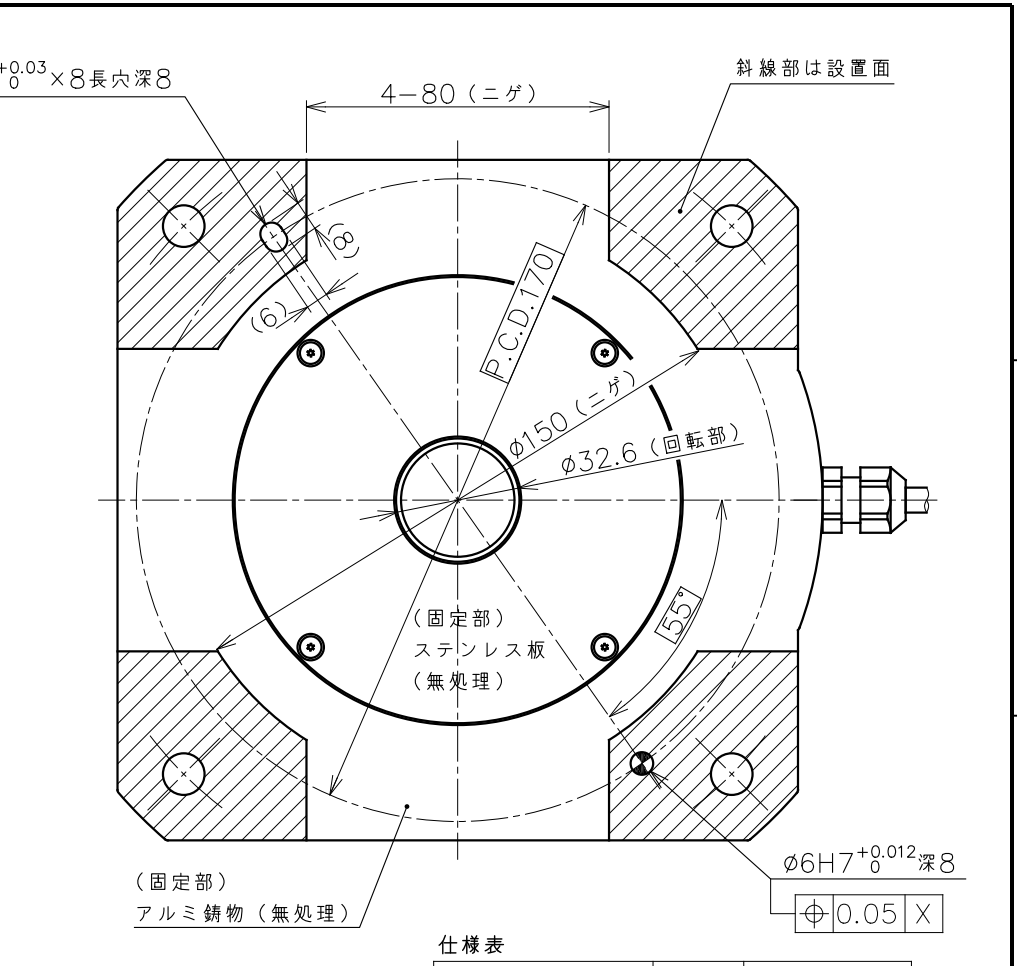 +0.03
0 ×8長穴深8
4-80（ニゲ）
斜線部は設置面
(8)
(6)
P.C.D.170
φ150（ニゲ）
φ32.6（回転部）
55°
（固定部）
ステンレス板
（無処理）
φ6H7 +0.012
0 深8
⌖ 0.05 X
（固定部）
アルミ鋳物（無処理）
仕様表